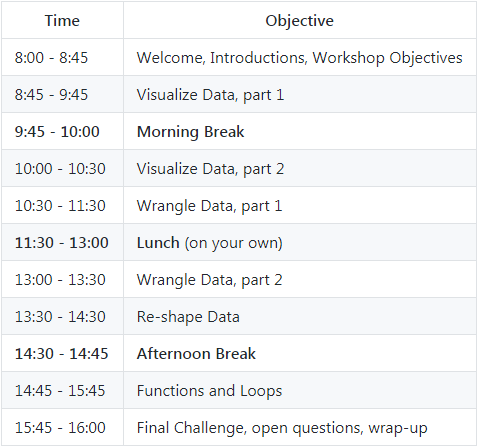 Time Objective
8:00 - 8:45 Welcome, Introductions, Workshop Objectives
8:45 - 9:45 Visualize Data, part 1
9:45 - 10:00 Morning Break
10:00 - 10:30 Visualize Data, part 2
10:30 - 11:30 Wrangle Data, part 1
11:30 - 13:00 Lunch (on your own)
13:00 - 13:30 Wrangle Data, part 2
13:30 - 14:30 Re-shape Data
14:30 - 14:45 Afternoon Break
14:45 - 15:45 Functions and Loops
15:45 - 16:00 Final Challenge, open questions, wrap-up